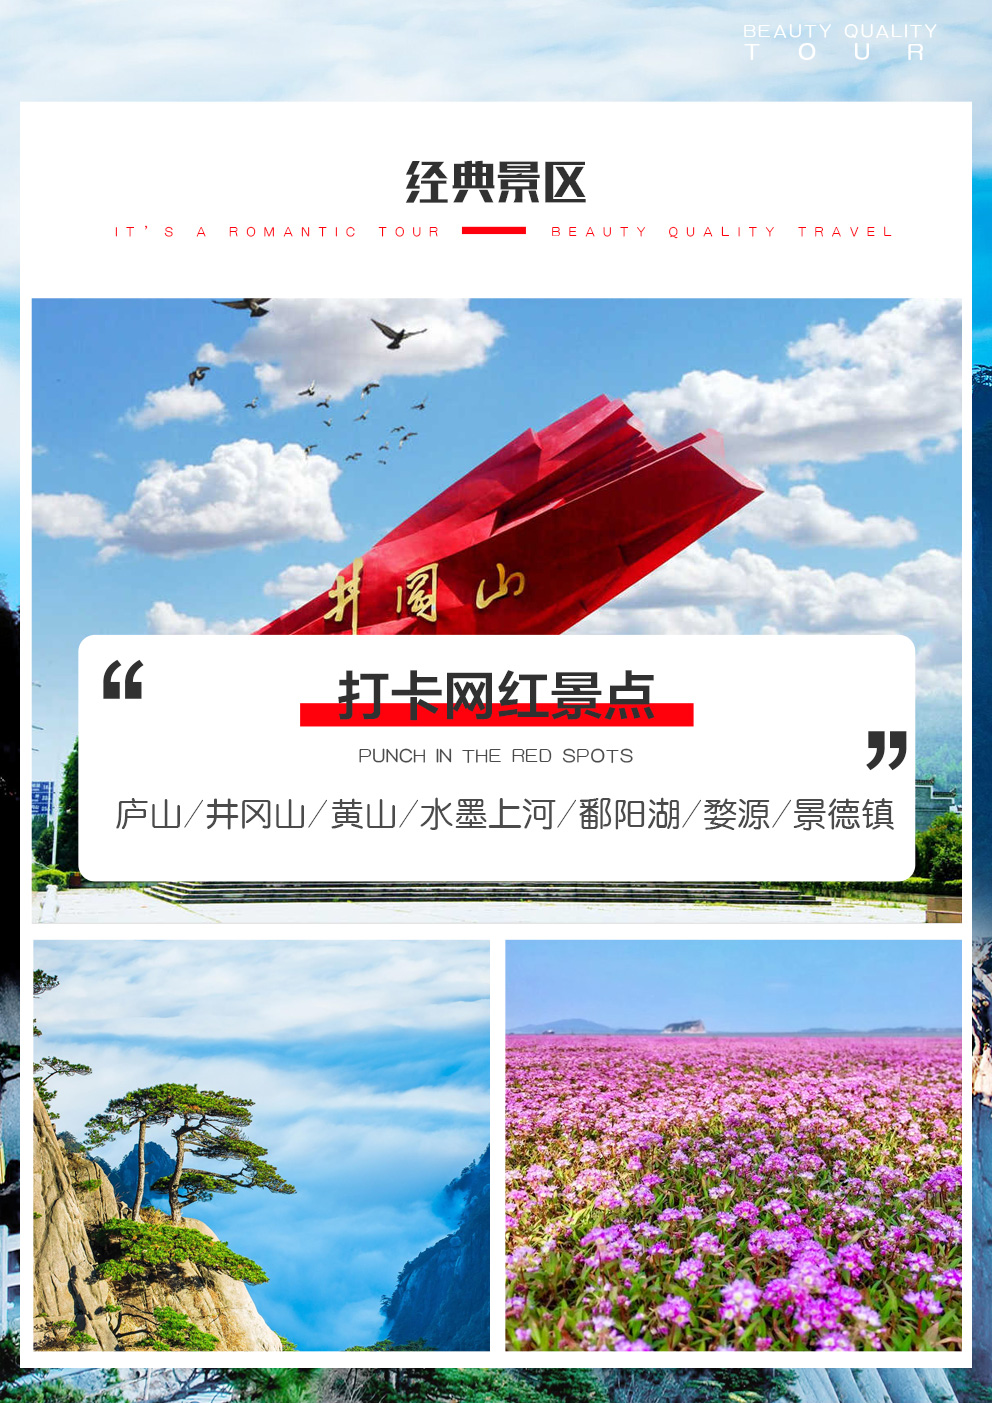 BEAUTY QUALITY
TOUR
经典景区
IT'S A ROMANTIC TOUR BEAUTY QUALITY TRAVEL
井冈山
“
打卡网红景点
”
PUNCH IN THE RED SPOTS
庐山/井冈山/黄山/水墨上河/鄱阳湖/婺源/景德镇